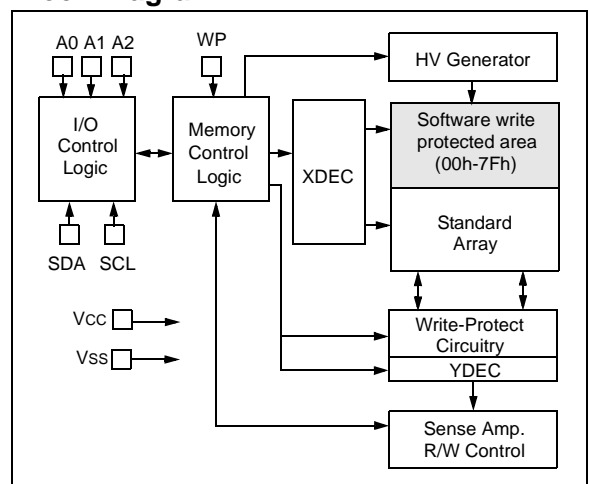 A0 A1 A2
WP
HV Generator
I/O
Control
Logic
Memory
Control
Logic
XDEC
Software write
protected area
(00h-7Fh)
Standard
Array
SDA SCL
VCC
VSS
Write-Protect
Circuitry
YDEC
Sense Amp.
R/W Control